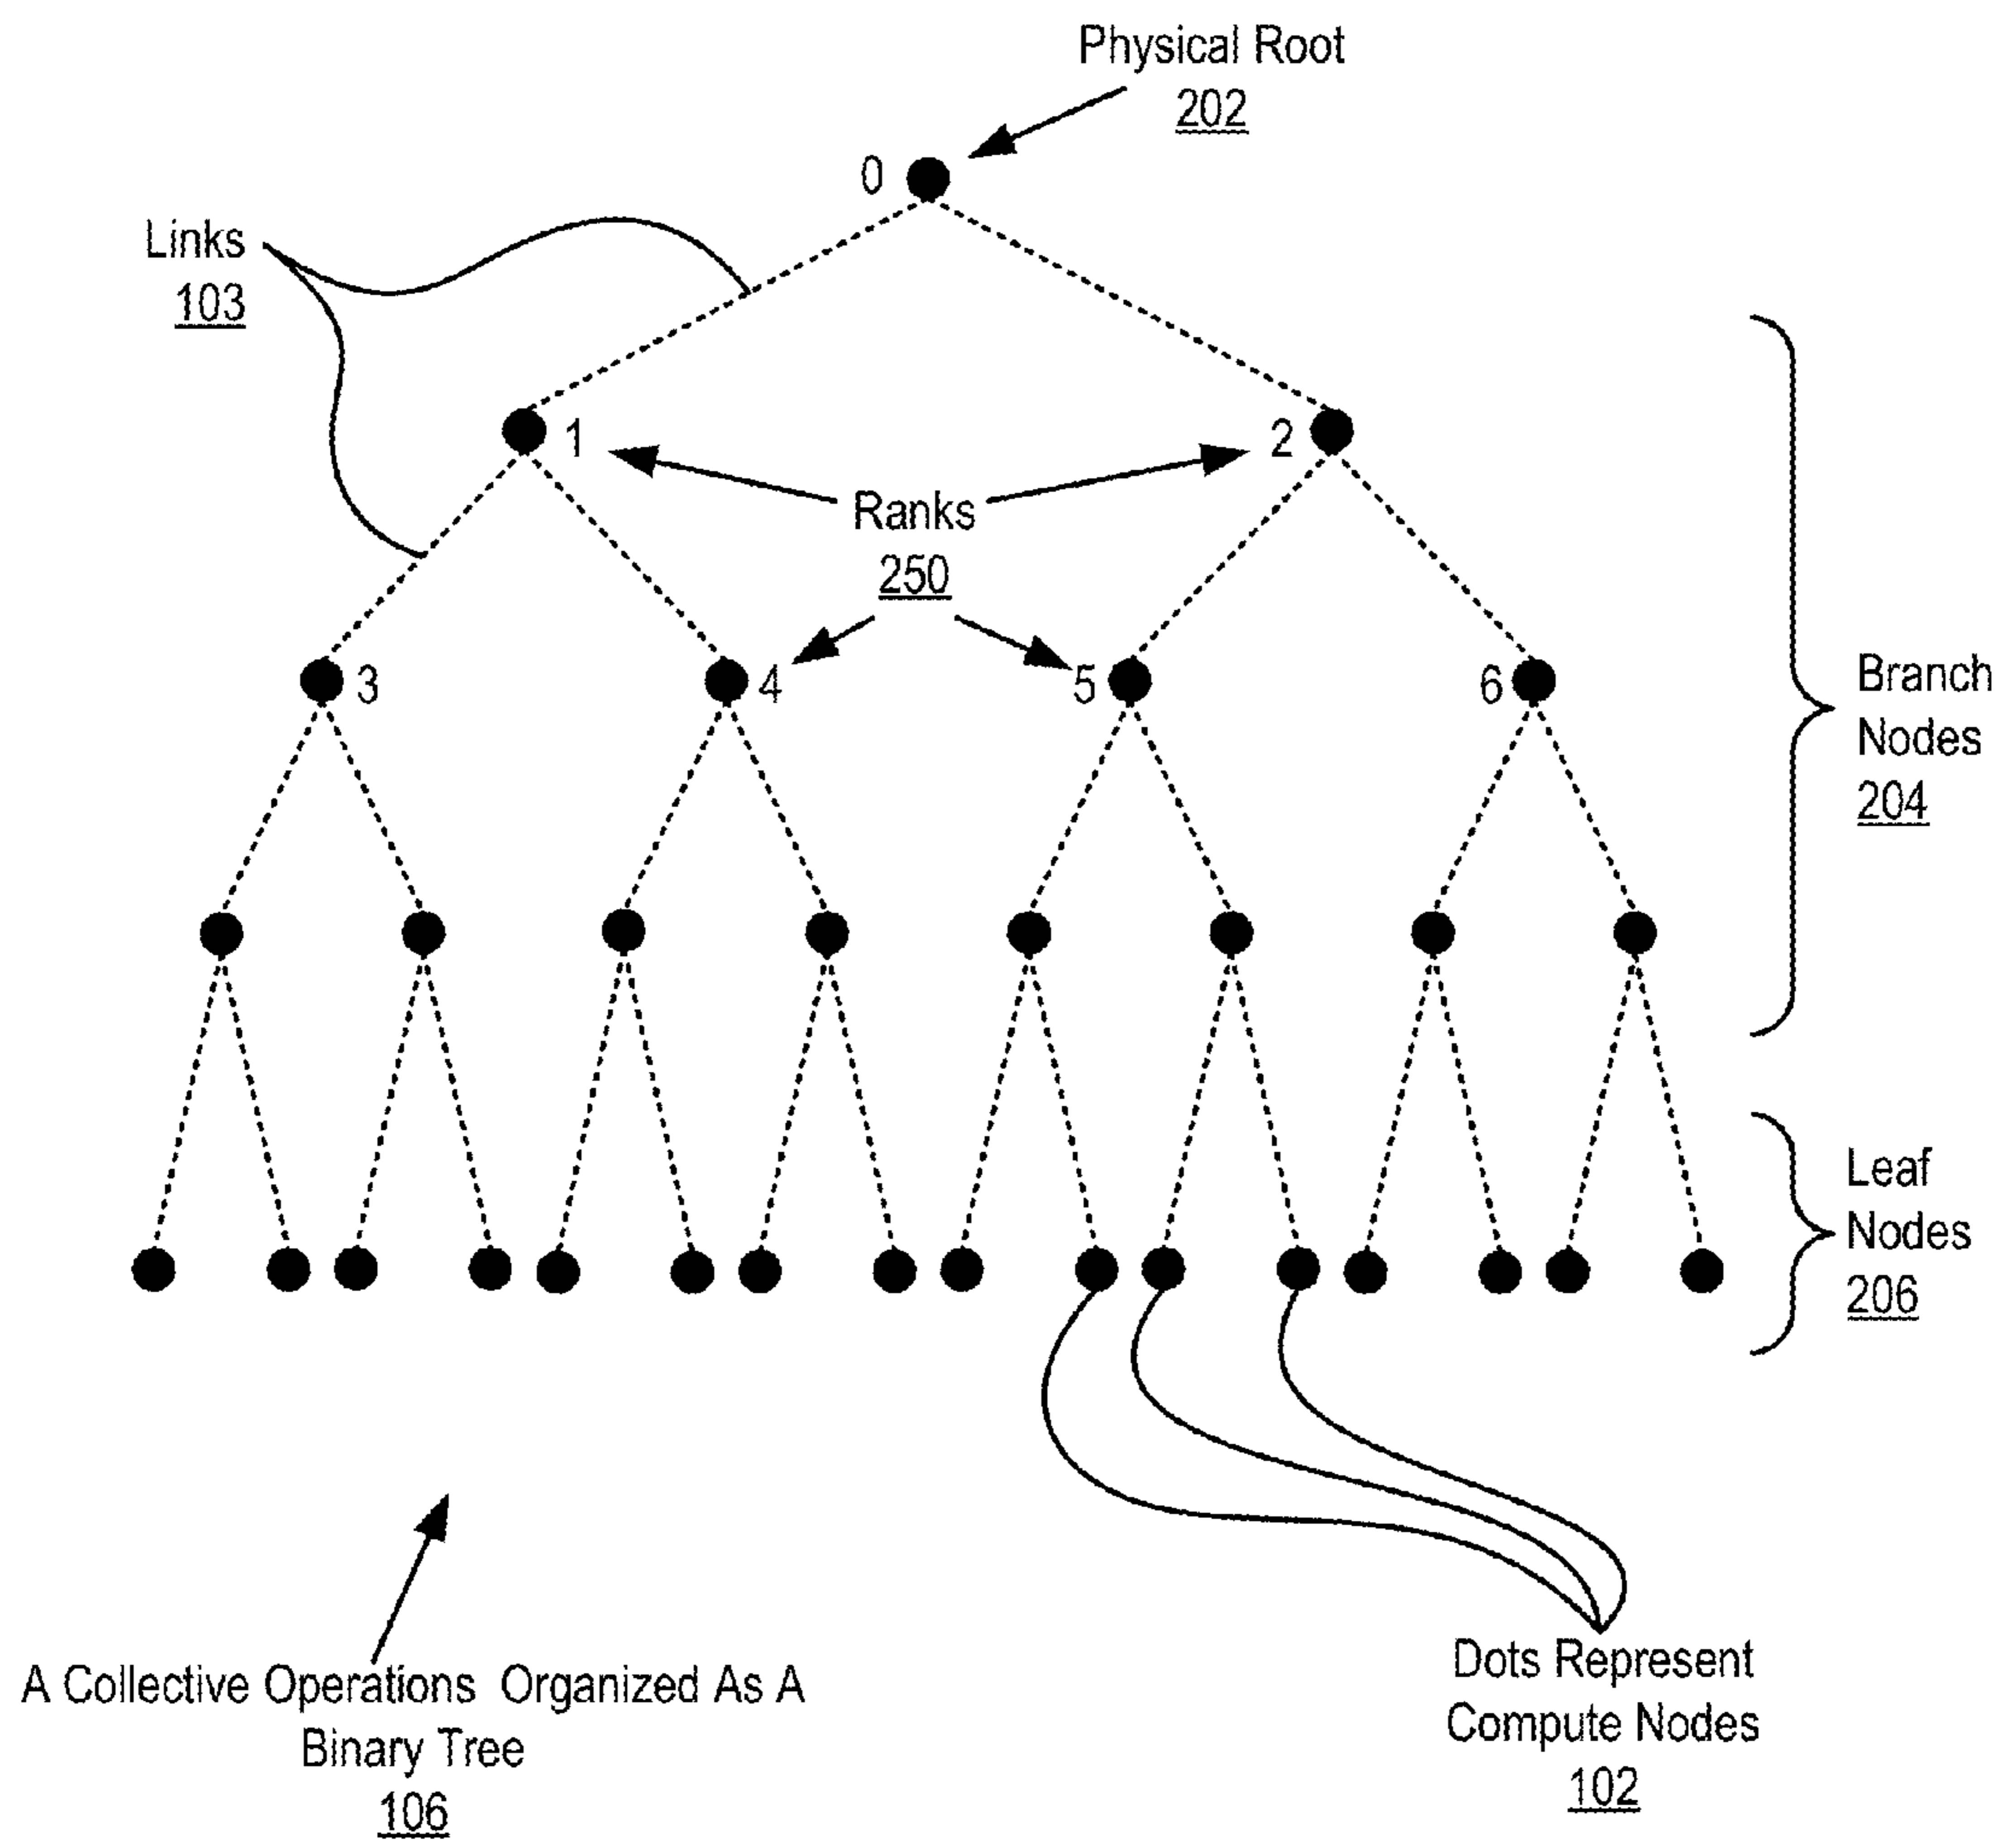 Physical Root
202
0
Links
103
1
2
Ranks
250
3
4
5
6
Branch
Nodes
204
Leaf
Nodes
206
A Collective Operations Organized As A
Binary Tree
106
Dots Represent
Compute Nodes
102